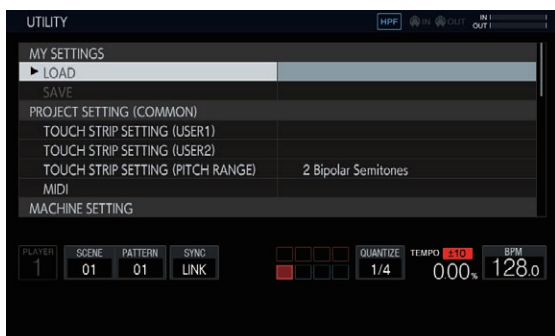 UTILITY HPF IN OUT IN OUT
MY SETTINGS
LOAD
SAVE
PROJECT SETTING (COMMON)
TOUCH STRIP SETTING (USER1)
TOUCH STRIP SETTING (USER2)
TOUCH STRIP SETTING (PITCH RANGE) 2 Bipolar Semitones
MIDI
MACHINE SETTING
PLAYER SCENE PATTERN SYNC QUANTIZE TEMPO ±10 BPM
1 01 01 LINK 1/4 0.00% 128.0